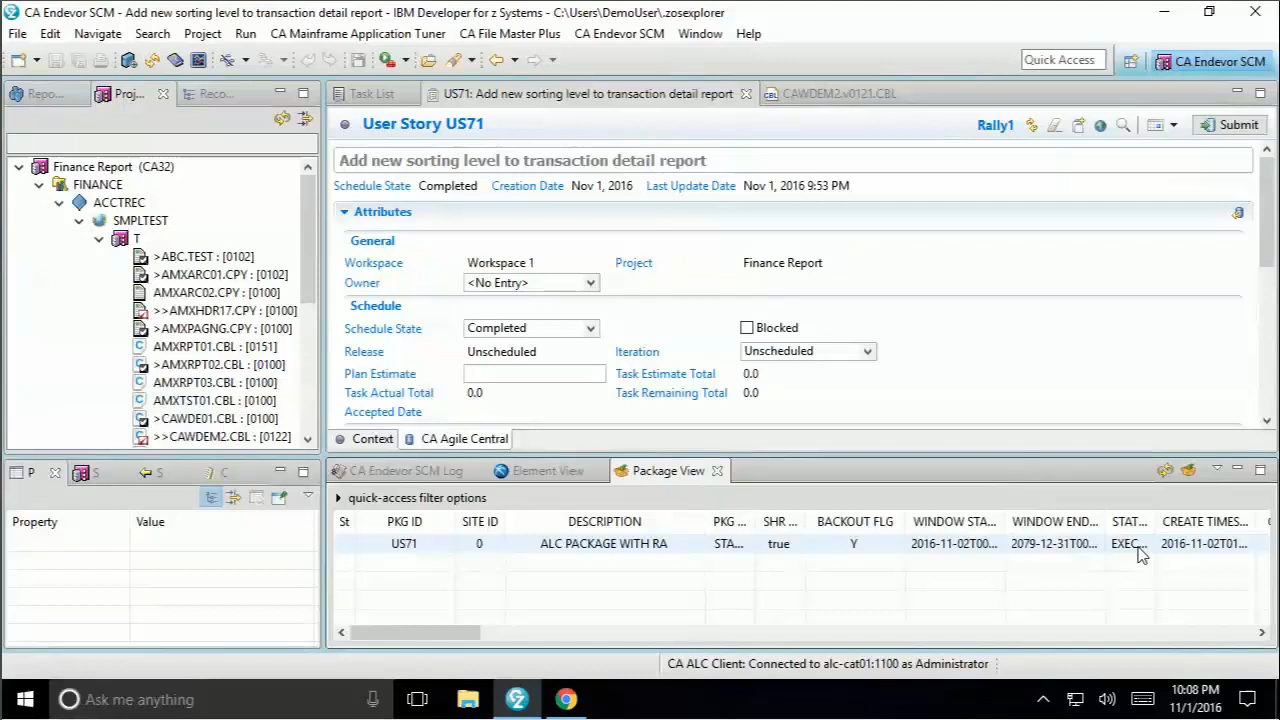 CA Endevor SCM - Add new sorting level to transaction detail report - IBM Developer for z Systems - C:\Users\DemoUser\.zosexplorer
File Edit Navigate Search Project Run CA Mainframe Application Tuner CA File Master Plus CA Endevor SCM Window Help
Quick Access CA Endevor SCM
Repo... Proj... Reco...
Task List US71: Add new sorting level to transaction detail report CAWDEM2.v0121.CBL
User Story US71 Rally1 Submit
Add new sorting level to transaction detail report
Schedule State Completed Creation Date Nov 1, 2016 Last Update Date Nov 1, 2016 9:53 PM
Attributes
General
Workspace Workspace 1 Project Finance Report
Owner <No Entry>
Schedule
Schedule State Completed Blocked
Release Unscheduled Iteration Unscheduled
Plan Estimate Task Estimate Total 0.0
Task Actual Total 0.0 Task Remaining Total 0.0
Accepted Date
Context CA Agile Central
Finance Report (CA32)
FINANCE
ACCTREC
SMPLTEST
T
>ABC.TEST : [0102]
>AMXARC01.CPY : [0102]
AMXARC02.CPY : [0100]
>>AMXHDR17.CPY : [0100]
>AMXPAGNG.CPY : [0100]
AMXRPT01.CBL : [0151]
>AMXRPT02.CBL : [0100]
AMXRPT03.CBL : [0100]
AMXTST01.CBL : [0100]
>CAWDE01.CBL : [0100]
>>CAWDEM2.CBL : [0122]
P S S C
Property Value
CA Endevor SCM Log Element View Package View
quick-access filter options
St PKG ID SITE ID DESCRIPTION PKG ... SHR ... BACKOUT FLG WINDOW STA... WINDOW END... STAT... CREATE TIMES...
US71 0 ALC PACKAGE WITH RA STA... true Y 2016-11-02T00... 2079-12-31T00... EXEC... 2016-11-02T01...
CA ALC Client: Connected to alc-cat01:1100 as Administrator
Ask me anything
10:08 PM
11/1/2016